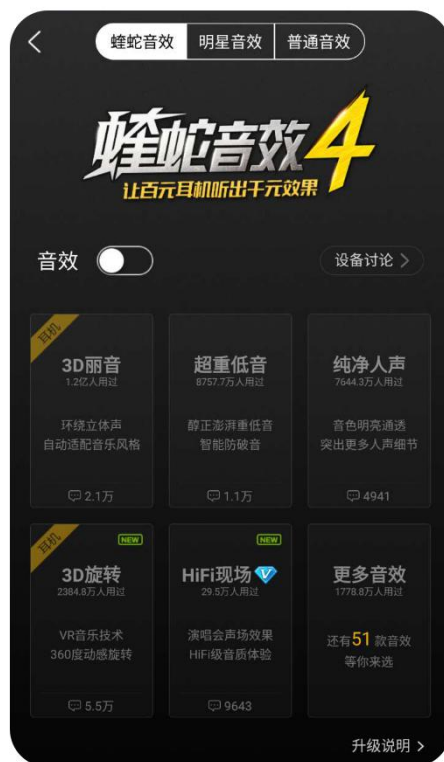 蝰蛇音效 明星音效 普通音效
蝰蛇音效4
让百元耳机听出千元效果
音效
设备讨论 >
耳机
3D丽音
1.2亿人用过
环绕立体声
自动适配音乐风格
2.1万
超重低音
8757.7万人用过
醇正澎湃重低音
智能防破音
1.1万
纯净人声
7644.3万人用过
音色明亮通透
突出更多人声细节
4941
耳机
NEW
3D旋转
2384.8万人用过
VR音乐技术
360度动感旋转
5.5万
NEW
HiFi现场 V
29.5万人用过
演唱会声场效果
HiFi级音质体验
9643
更多音效
1778.8万人用过
还有51款音效
等你来选
升级说明 >